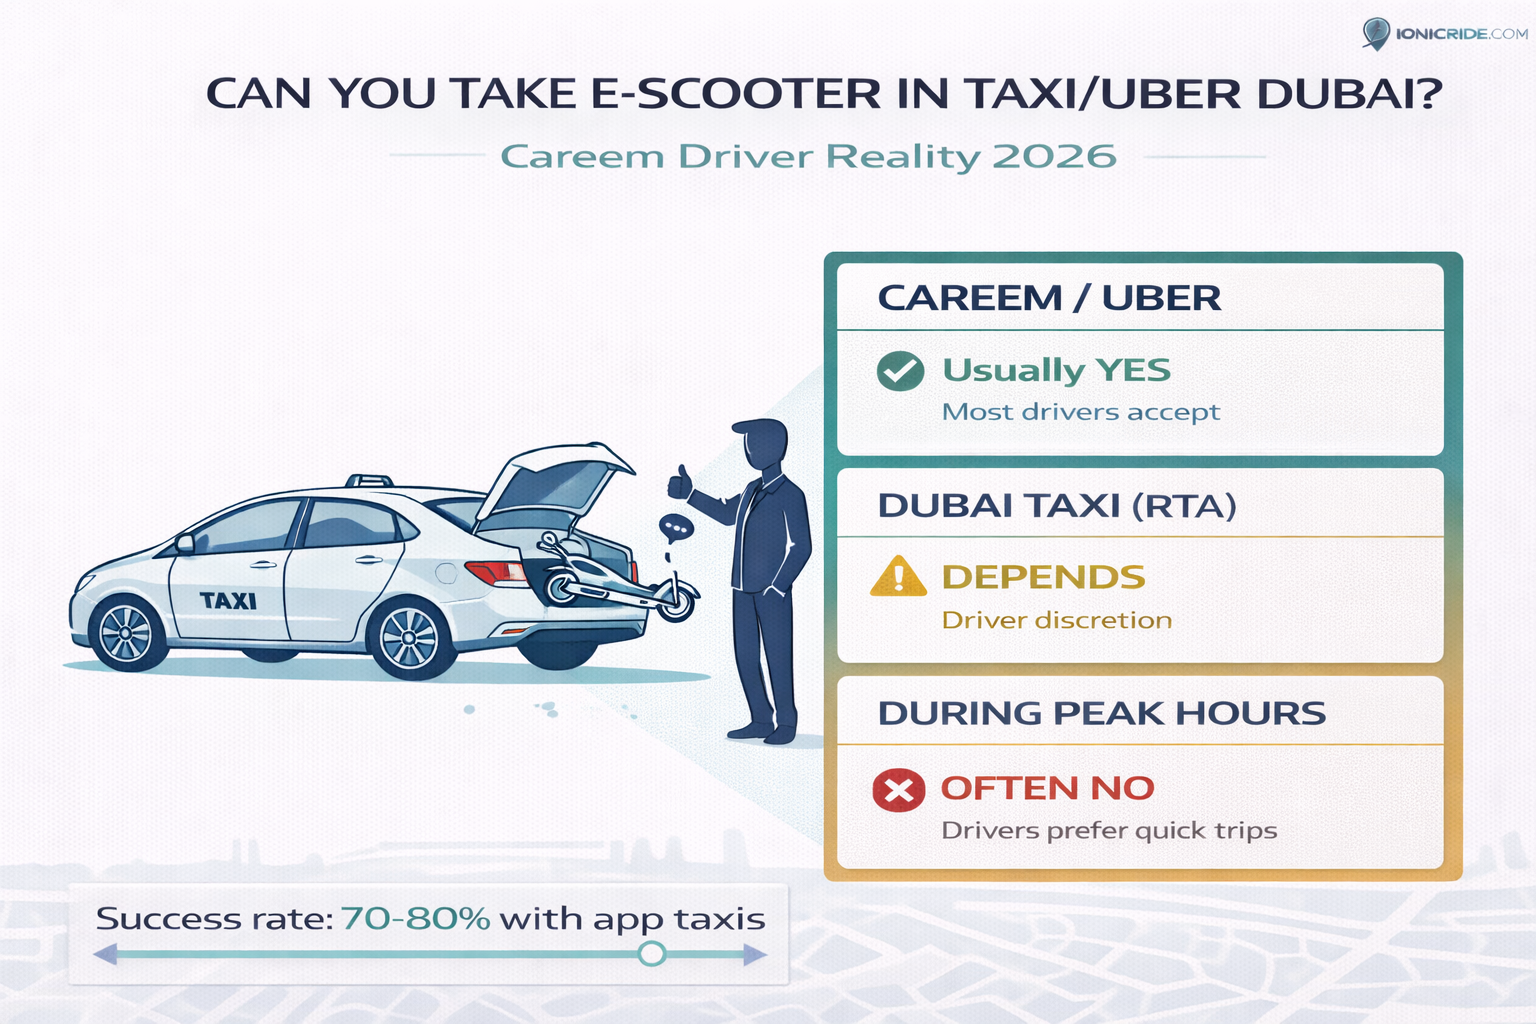 IONICRIDE.COM
CAN YOU TAKE E-SCOOTER IN TAXI/UBER DUBAI?
Careem Driver Reality 2026
CAREEM / UBER
Usually YES
Most drivers accept
DUBAI TAXI (RTA)
DEPENDS
Driver discretion
DURING PEAK HOURS
OFTEN NO
Drivers prefer quick trips
TAXI
Success rate: 70-80% with app taxis